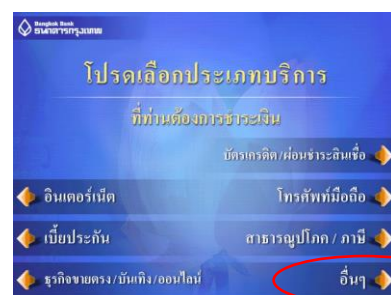 Bangkok Bank
ธนาคารกรุงเทพ
โปรดเลือกประเภทบริการ
ที่ท่านต้องการชำระเงิน
บัตรเครดิต/ผ่อนชำระสินเชื่อ
อินเตอร์เน็ต โทรศัพท์มือถือ
เบี้ยประกัน สาธารณูปโภค / ภาษี
ธุรกิจขายตรง/บันเทิง/ออนไลน์ อื่นๆ